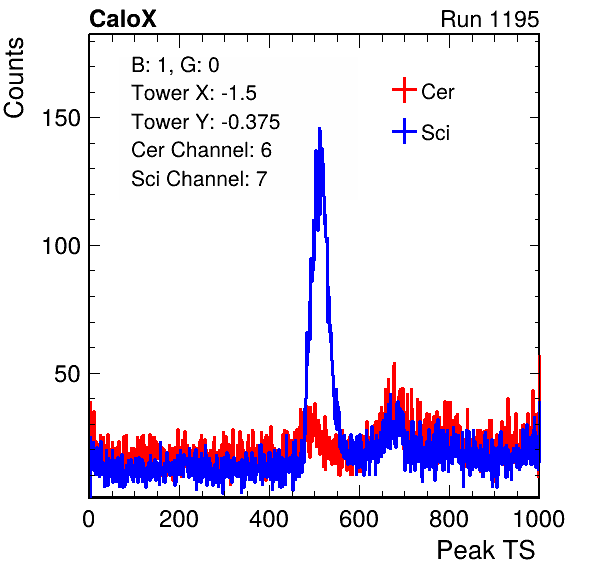 CaloX
Run 1195
Counts
B: 1, G: 0
Tower X: -1.5
Tower Y: -0.375
Cer Channel: 6
Sci Channel: 7
Cer
Sci
150
100
50
0 200 400 600 800 1000
Peak TS